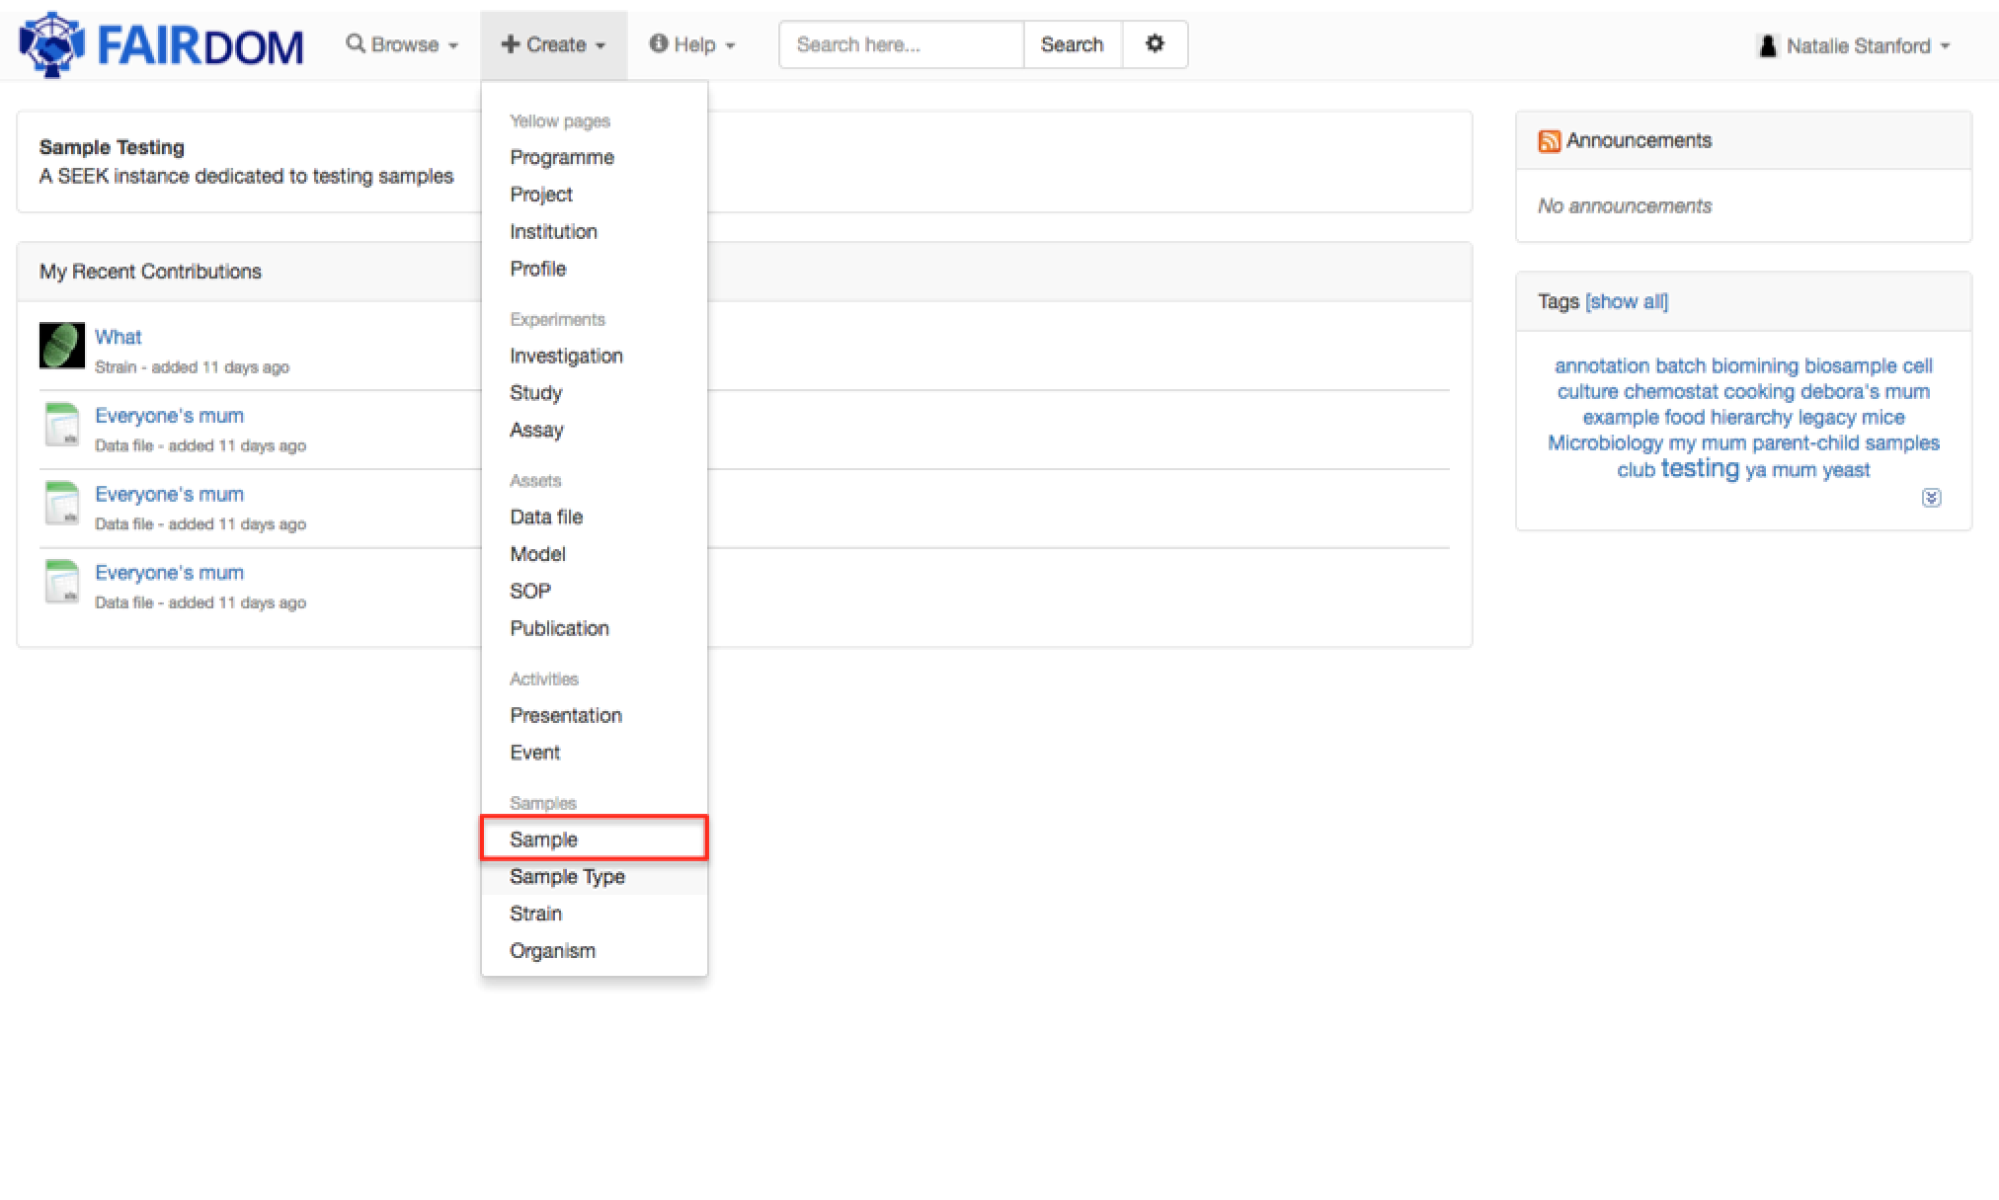 FAIRDOM
Browse
Create
Help
Search here...
Search
Natalie Stanford
Sample Testing
A SEEK instance dedicated to testing samples
My Recent Contributions
What
Strain - added 11 days ago
Everyone's mum
Data file - added 11 days ago
Everyone's mum
Data file - added 11 days ago
Everyone's mum
Data file - added 11 days ago
Yellow pages
Programme
Project
Institution
Profile
Experiments
Investigation
Study
Assay
Assets
Data file
Model
SOP
Publication
Activities
Presentation
Event
Samples
Sample
Sample Type
Strain
Organism
Announcements
No announcements
Tags [show all]
annotation batch biomining biosample cell
culture chemostat cooking debora's mum
example food hierarchy legacy mice
Microbiology my mum parent-child samples
club testing ya mum yeast